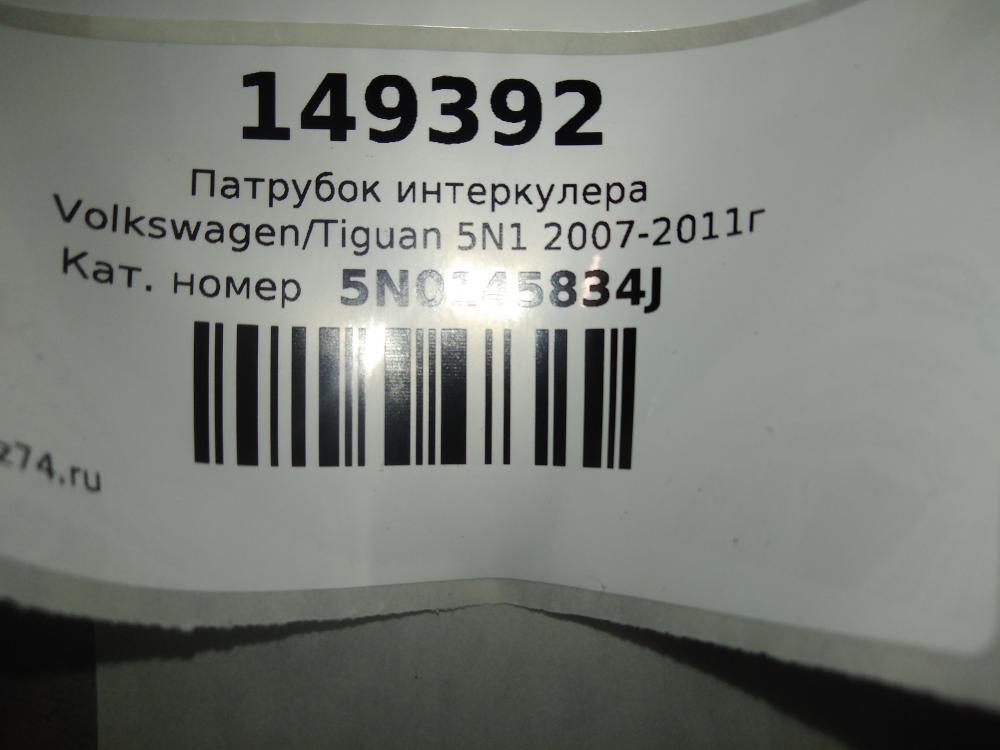 149392
Патрубок интеркулера
Volkswagen/Tiguan 5N1 2007-2011г
Кат. номер 5N0145834J
z74.ru